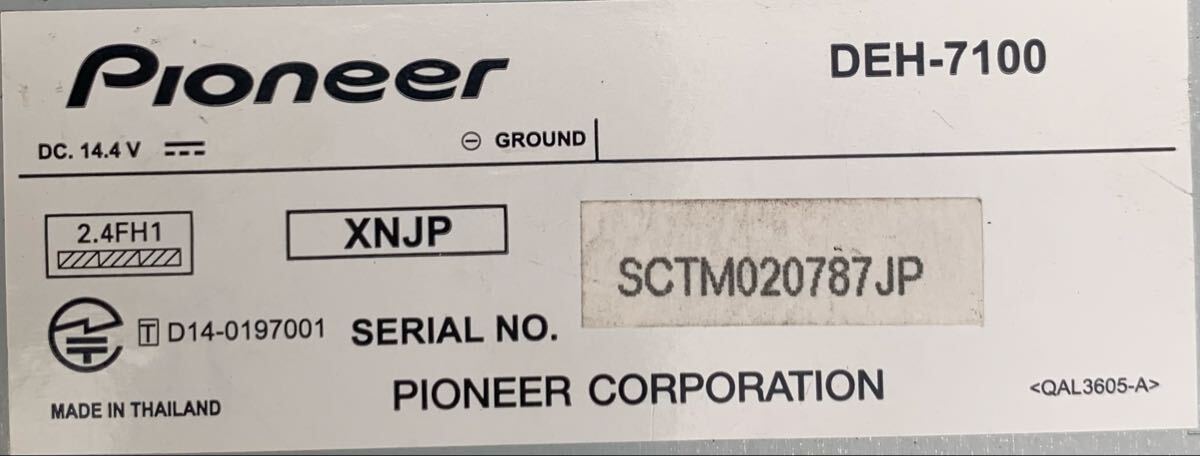 Pioneer
DEH-7100
DC. 14.4 V
⊖ GROUND
2.4FH1
XNJP
SCTM020787JP
T D14-0197001
SERIAL NO.
MADE IN THAILAND
PIONEER CORPORATION
<QAL3605-A>